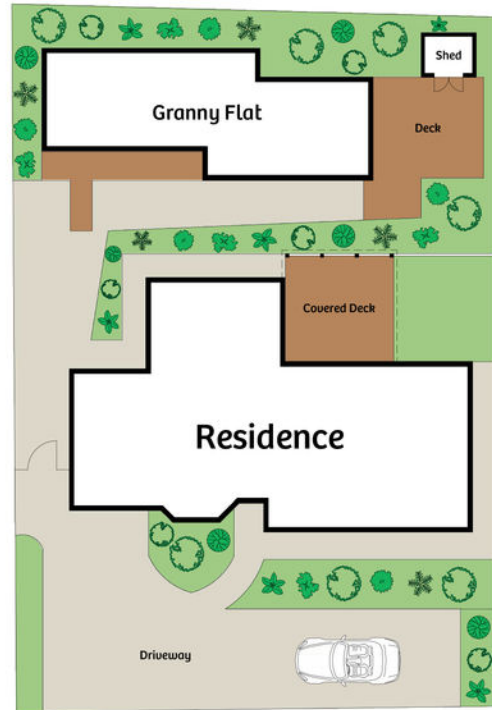 Shed
Granny Flat
Deck
Covered Deck
Residence
Driveway